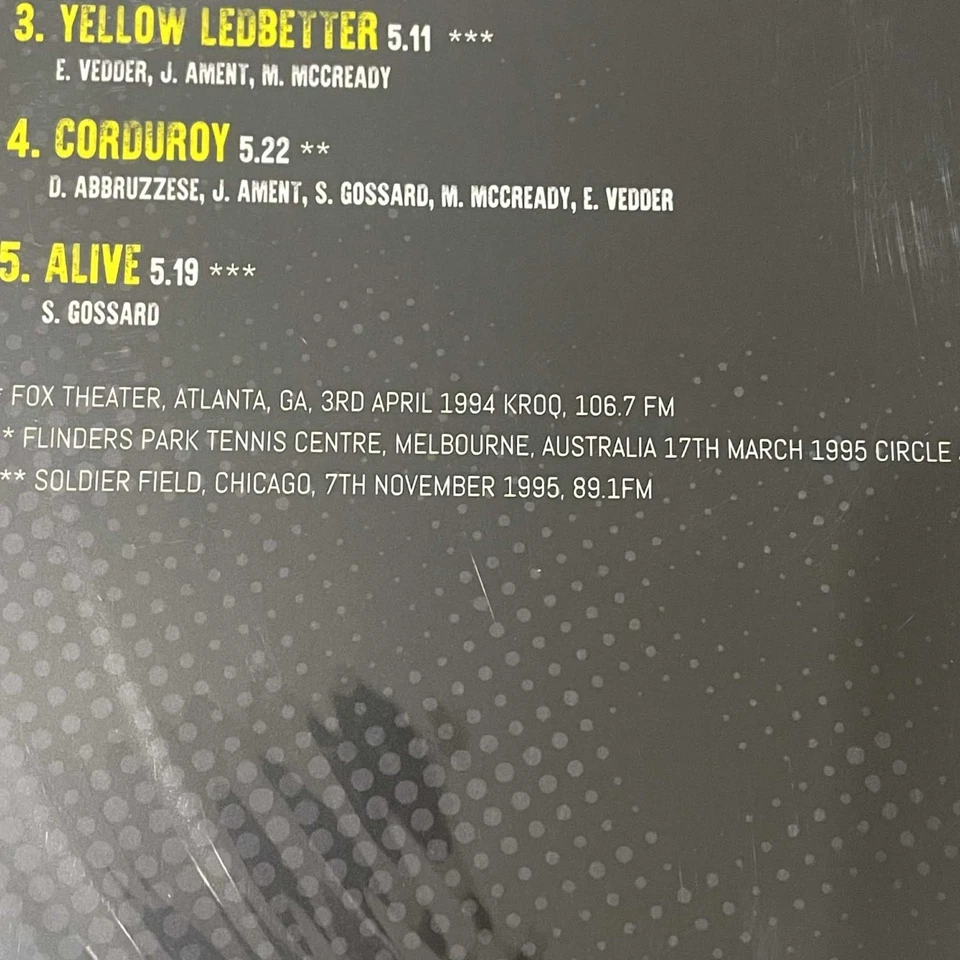 3. YELLOW LEDBETTER 5.11 ***
E. VEDDER, J. AMENT, M. MCCREADY
4. CORDUROY 5.22 **
D. ABBRUZZESE, J. AMENT, S. GOSSARD, M. MCCREADY, E. VEDDER
5. ALIVE 5.19 ***
S. GOSSARD
* FOX THEATER, ATLANTA, GA, 3RD APRIL 1994 KROQ, 106.7 FM
* FLINDERS PARK TENNIS CENTRE, MELBOURNE, AUSTRALIA 17TH MARCH 1995 CIRCLE
** SOLDIER FIELD, CHICAGO, 7TH NOVEMBER 1995, 89.1FM